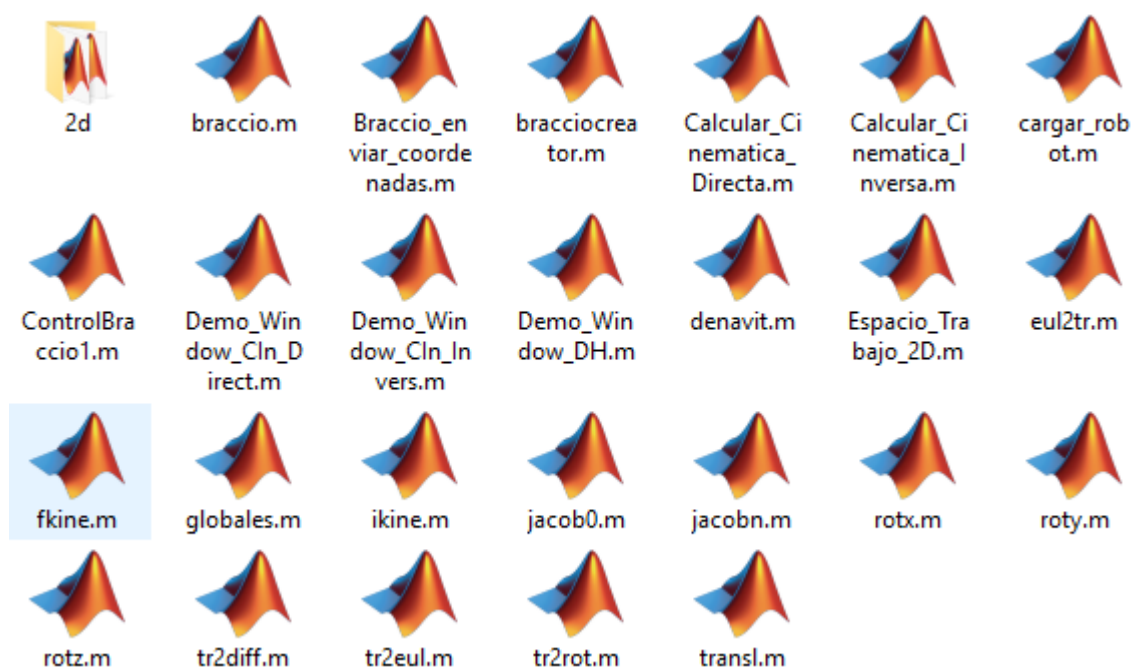 2d
braccio.m
Braccio_en
viar_coorde
nadas.m
bracciocrea
tor.m
Calcular_Ci
nematica_
Directa.m
Calcular_Ci
nematica_I
nversa.m
cargar_rob
ot.m
ControlBra
ccio1.m
Demo_Win
dow_CIn_D
irect.m
Demo_Win
dow_CIn_In
vers.m
Demo_Win
dow_DH.m
denavit.m
Espacio_Tra
bajo_2D.m
eul2tr.m
fkine.m
globales.m
ikine.m
jacob0.m
jacobn.m
rotx.m
roty.m
rotz.m
tr2diff.m
tr2eul.m
tr2rot.m
transl.m